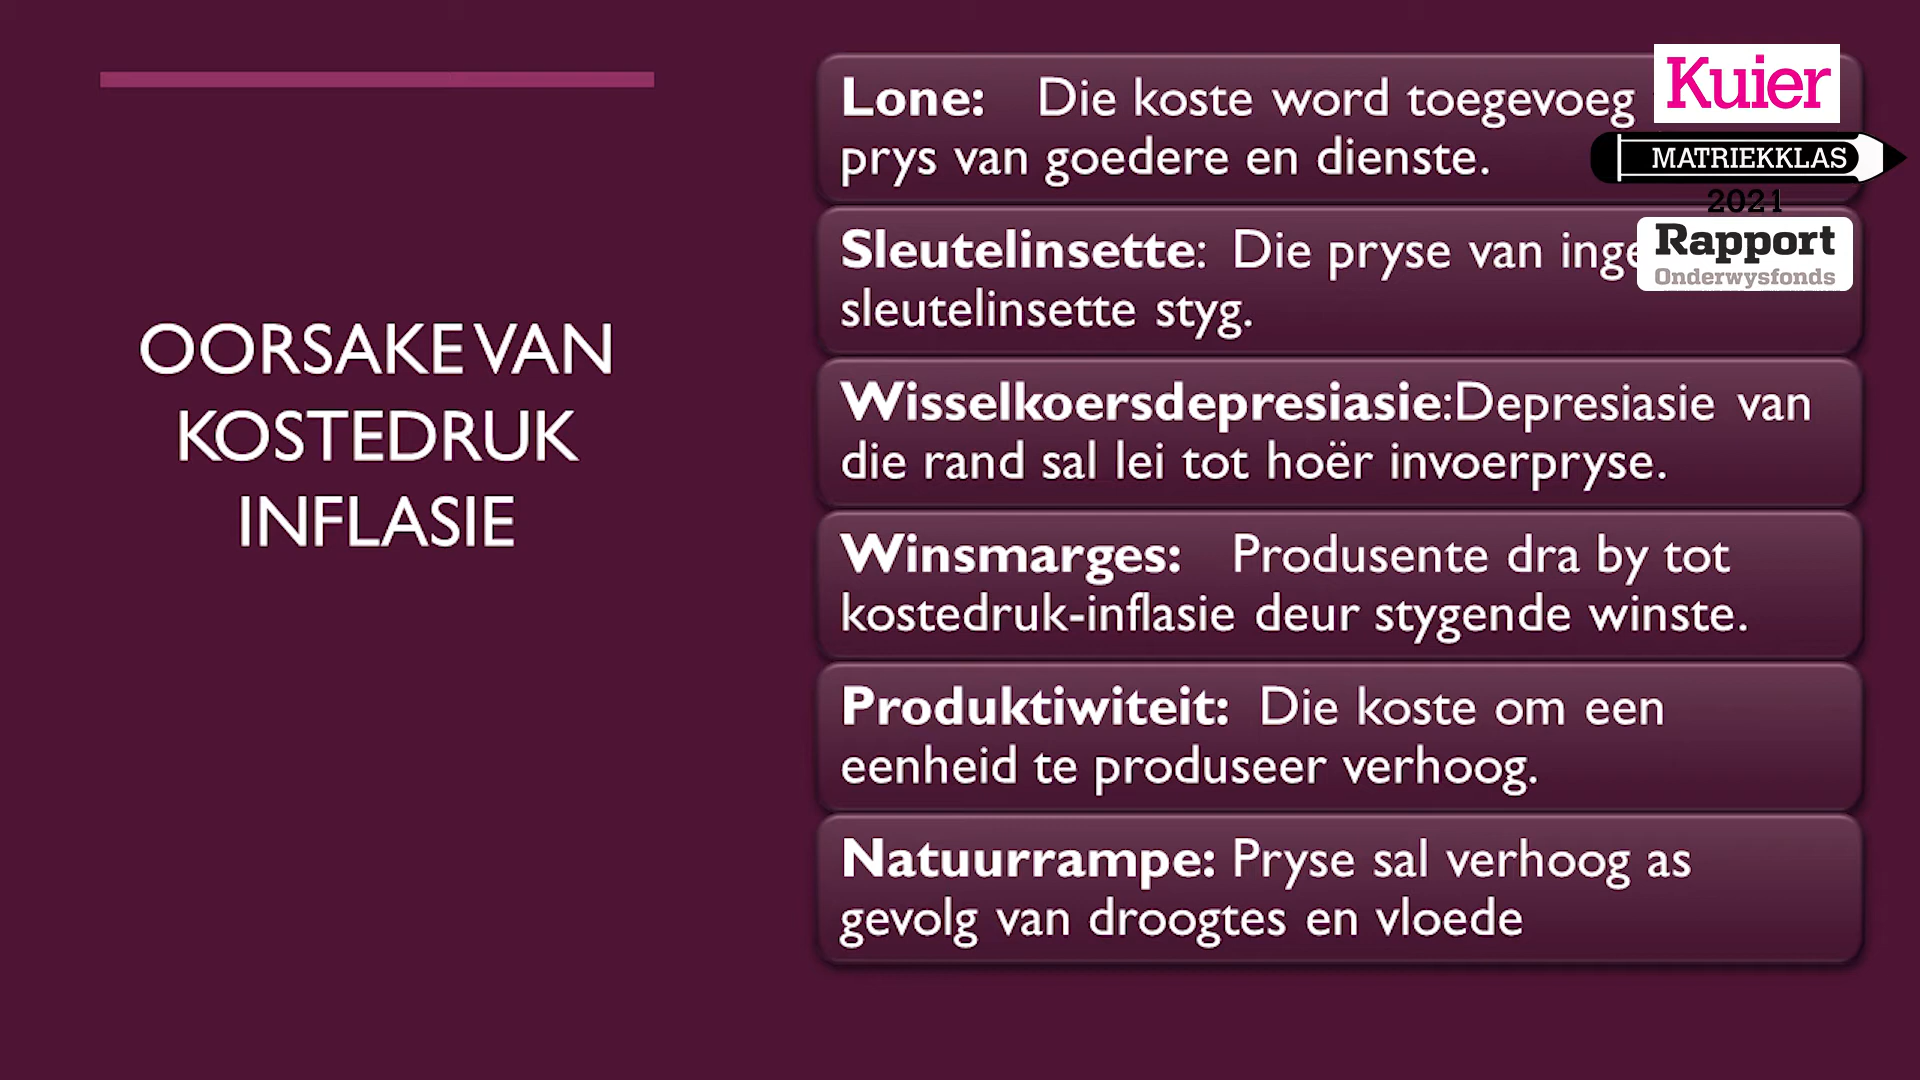 OORSAKE VAN
KOSTEDRUK
INFLASIE
Lone: Die koste word toegevoeg
prys van goedere en dienste.
Sleutelinsette: Die pryse van
sleutelinsette styg.
Wisselkoersdepresiasie:Depresiasie van
die rand sal lei tot hoër invoerpryse.
Winsmarges: Produsente dra by tot
kostedruk-inflasie deur stygende winste.
Produktiwiteit: Die koste om een
eenheid te produseer verhoog.
Natuurrampe: Pryse sal verhoog as
gevolg van droogtes en vloede
Kuier
MATRIEKKLAS
2021
Rapport
Onderwysfonds